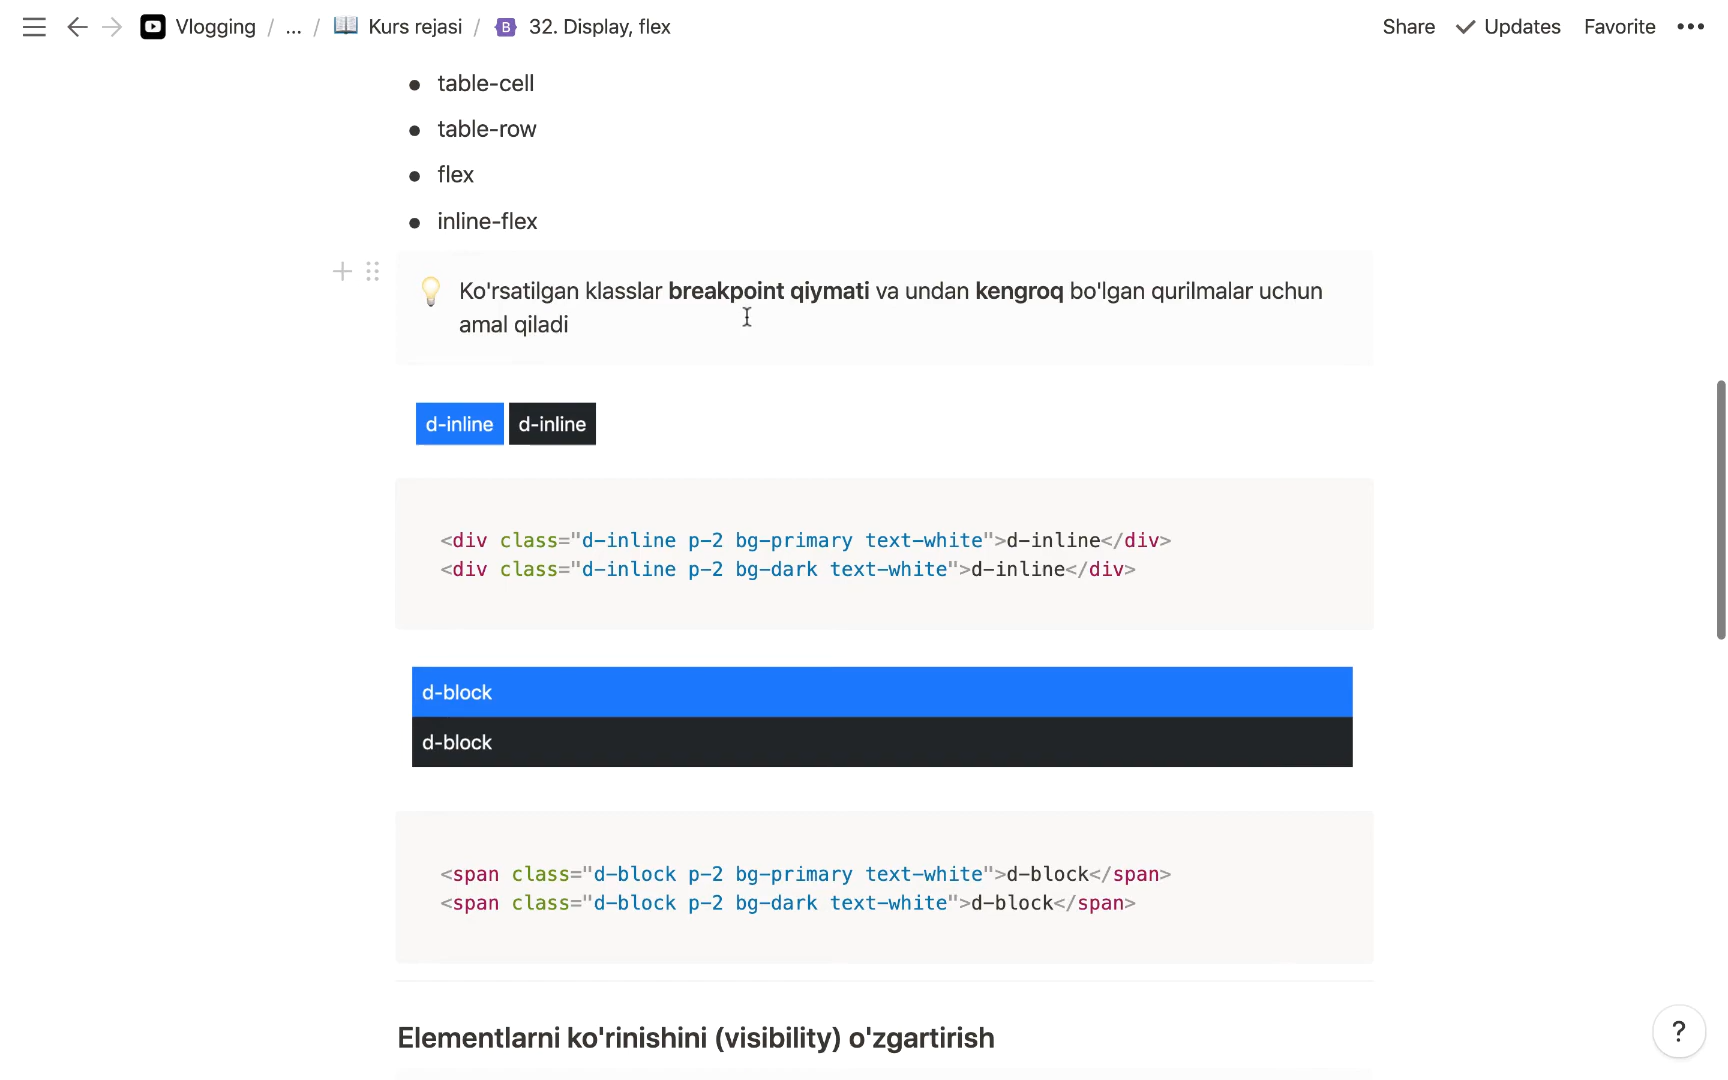 Vlogging / ... / Kurs rejasi / 32. Display, flex
Share Updates Favorite •••
• table-cell
• table-row
• flex
• inline-flex
Ko'rsatilgan klasslar breakpoint qiymati va undan kengroq bo'lgan qurilmalar uchun
amal qiladi
d-inline d-inline
<div class="d-inline p-2 bg-primary text-white">d-inline</div>
<div class="d-inline p-2 bg-dark text-white">d-inline</div>
d-block
d-block
<span class="d-block p-2 bg-primary text-white">d-block</span>
<span class="d-block p-2 bg-dark text-white">d-block</span>
Elementlarni ko'rinishini (visibility) o'zgartirish
?